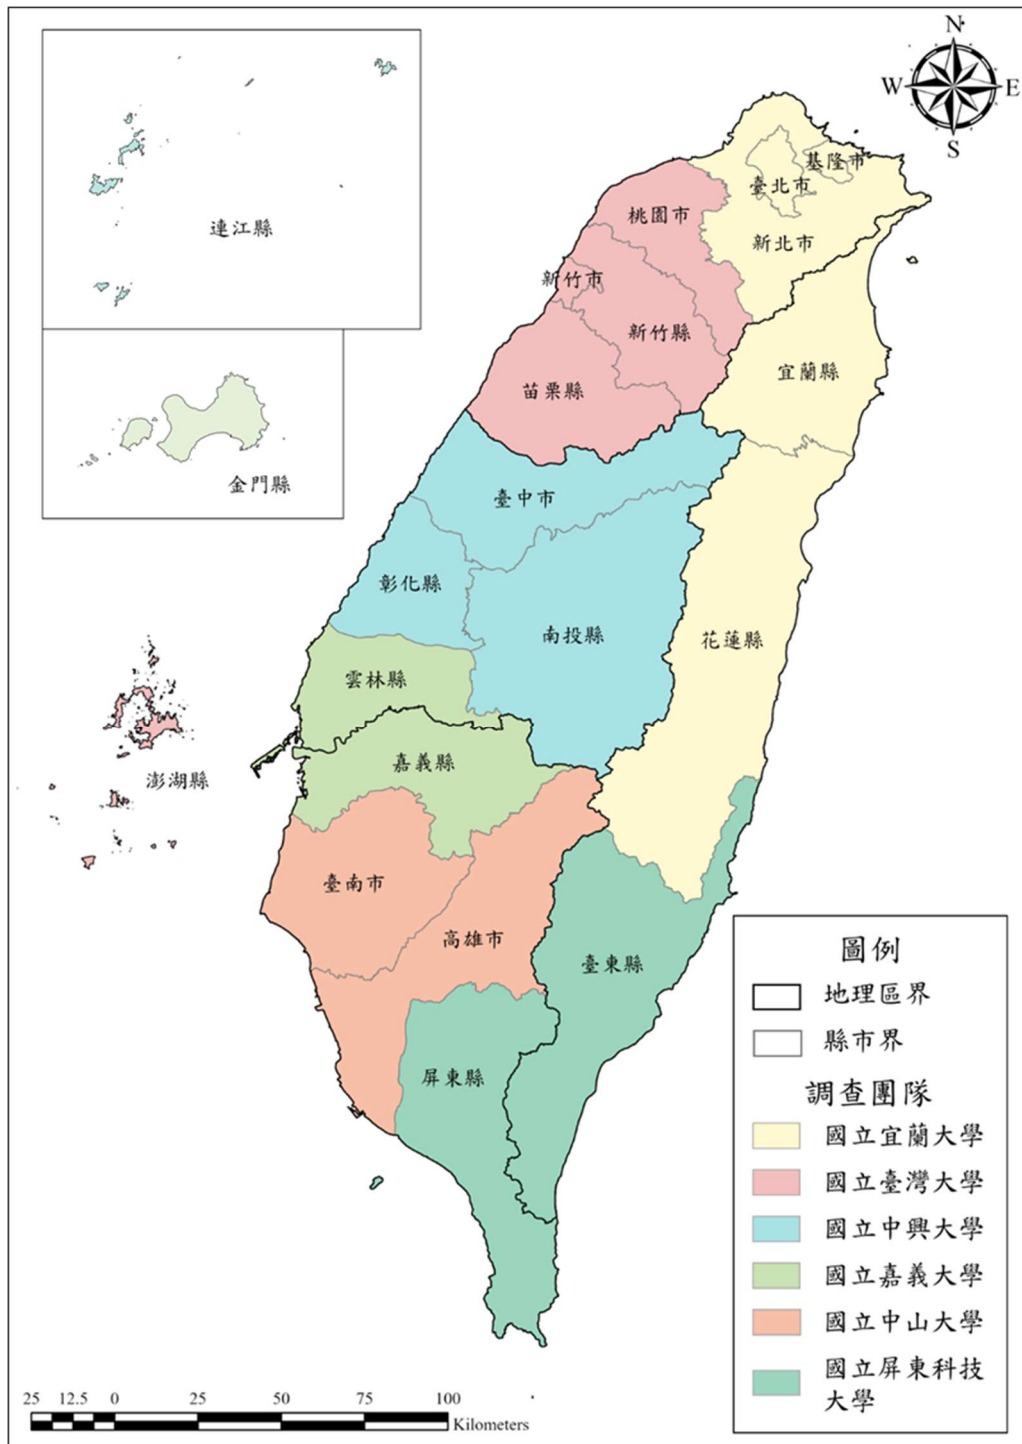 N
W E
S
基隆市
臺北市
桃園市
新北市
連江縣
新竹市
新竹縣
宜蘭縣
苗栗縣
金門縣
臺中市
彰化縣
南投縣
花蓮縣
雲林縣
嘉義縣
澎湖縣
臺南市
高雄市
臺東縣
屏東縣
圖例
地理區界
縣市界
調查團隊
國立宜蘭大學
國立臺灣大學
國立中興大學
國立嘉義大學
國立中山大學
國立屏東科技
大學
25 12.5 0 25 50 75 100
Kilometers